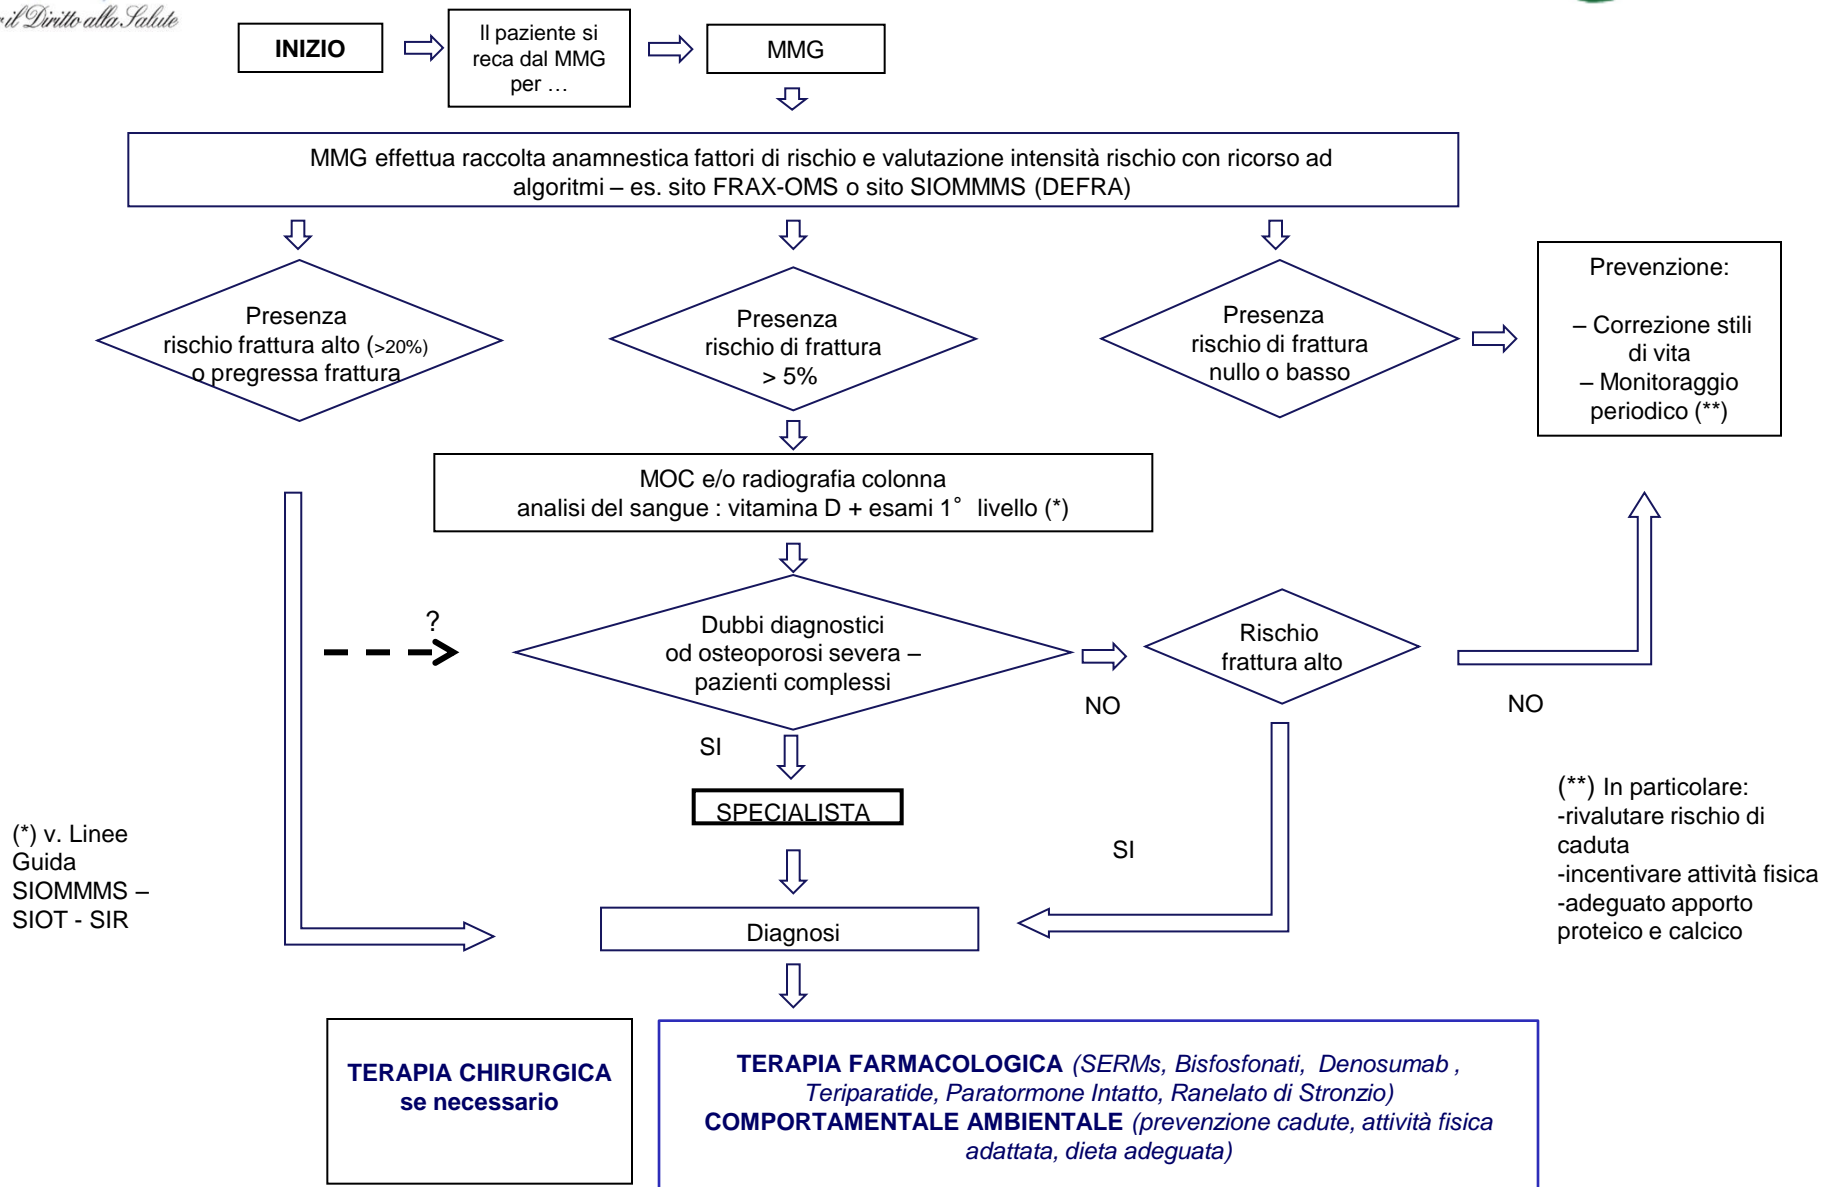 il Diritto alla Salute
INIZIO
Il paziente si
reca dal MMG
per …
MMG
MMG effettua raccolta anamnestica fattori di rischio e valutazione intensità rischio con ricorso ad
algoritmi – es. sito FRAX-OMS o sito SIOMMMS (DEFRA)
Presenza
rischio frattura alto (>20%)
o pregressa frattura
Presenza
rischio di frattura
> 5%
Presenza
rischio di frattura
nullo o basso
Prevenzione:
– Correzione stili
di vita
– Monitoraggio
periodico (**)
MOC e/o radiografia colonna
analisi del sangue : vitamina D + esami 1° livello (*)
?
Dubbi diagnostici
od osteoporosi severa –
pazienti complessi
NO
Rischio
frattura alto
NO
SI
SPECIALISTA
SI
(*) v. Linee
Guida
SIOMMMS –
SIOT - SIR
(**) In particolare:
-rivalutare rischio di
caduta
-incentivare attività fisica
-adeguato apporto
proteico e calcico
Diagnosi
TERAPIA CHIRURGICA
se necessario
TERAPIA FARMACOLOGICA (SERMs, Bisfosfonati, Denosumab ,
Teriparatide, Paratormone Intatto, Ranelato di Stronzio)
COMPORTAMENTALE AMBIENTALE (prevenzione cadute, attività fisica
adattata, dieta adeguata)